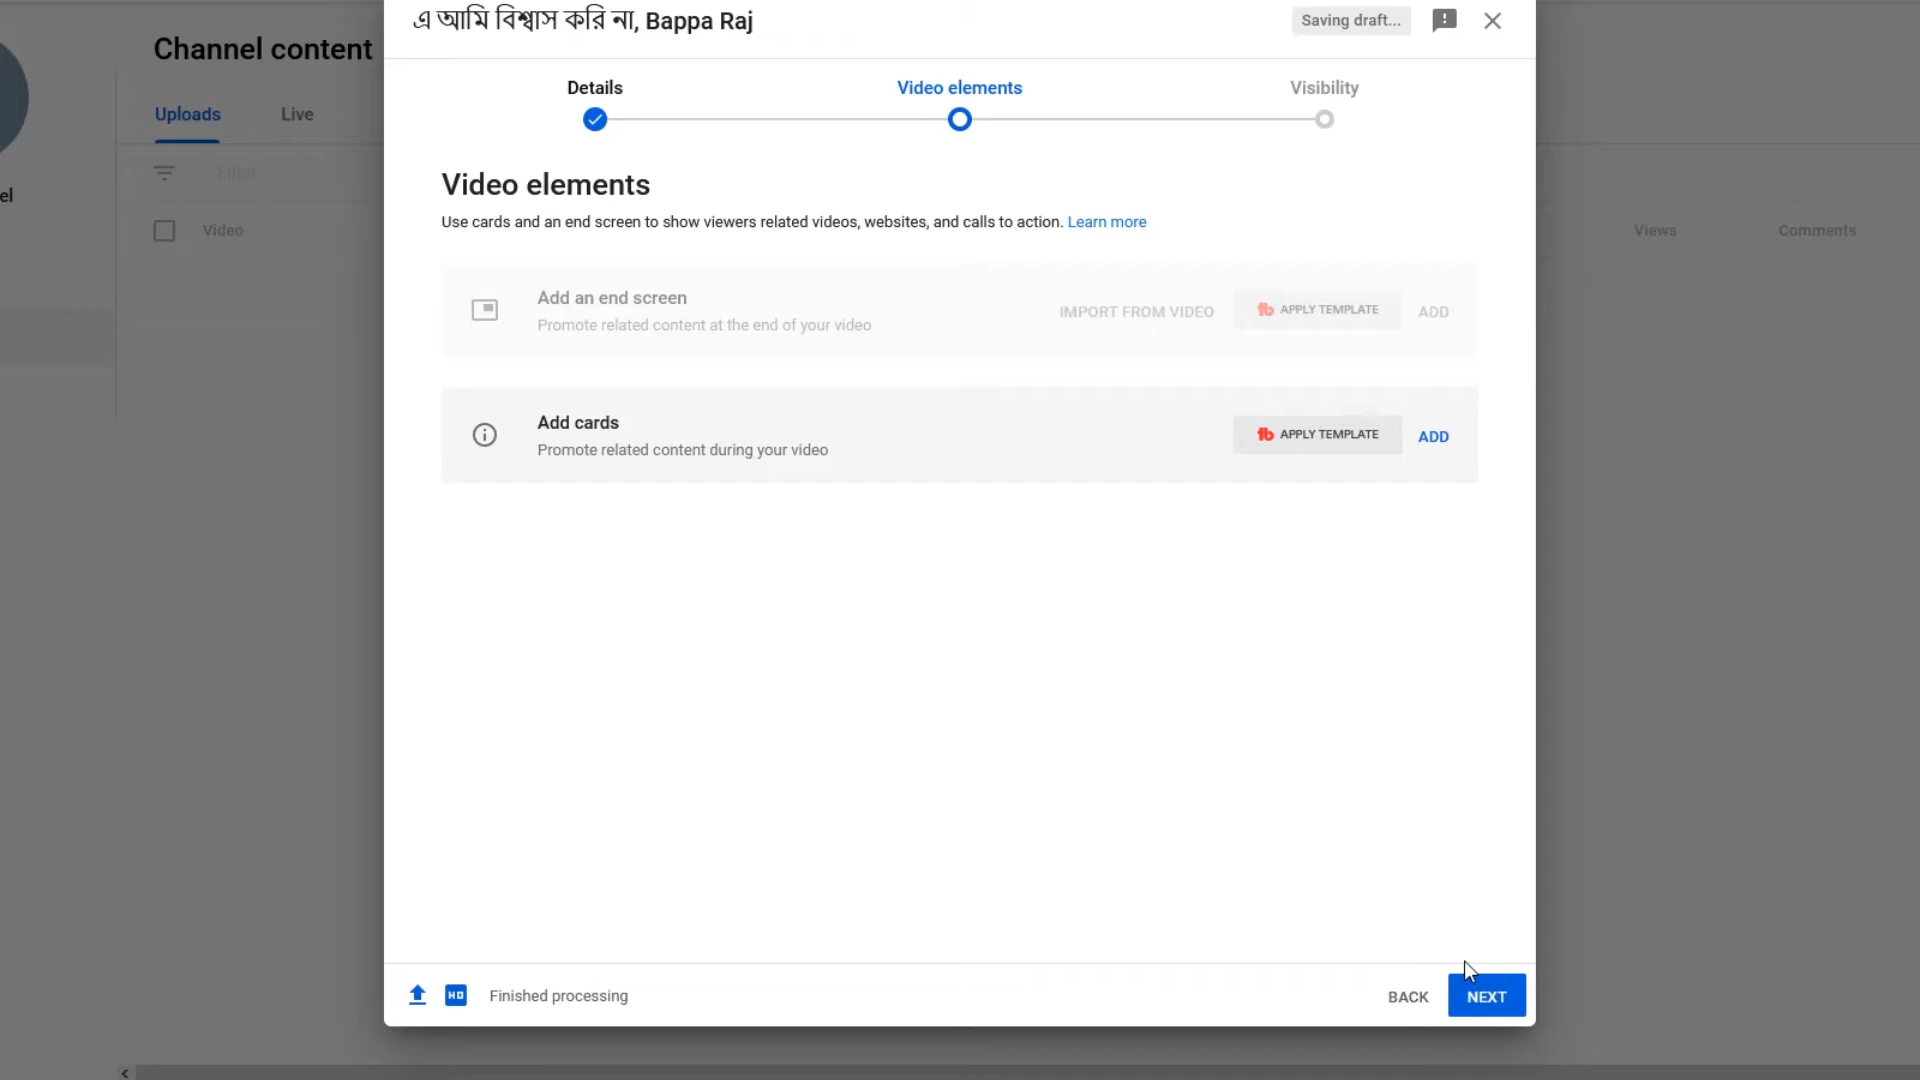 এ আমি বিশ্বাস করি না, Bappa Raj
Saving draft...
Channel content
Details
Video elements
Visibility
Uploads
Live
Filter
Video elements
el
Use cards and an end screen to show viewers related videos, websites, and calls to action. Learn more
Video
Views
Comments
Add an end screen
Promote related content at the end of your video
IMPORT FROM VIDEO
APPLY TEMPLATE
ADD
Add cards
Promote related content during your video
APPLY TEMPLATE
ADD
HD
Finished processing
BACK
NEXT